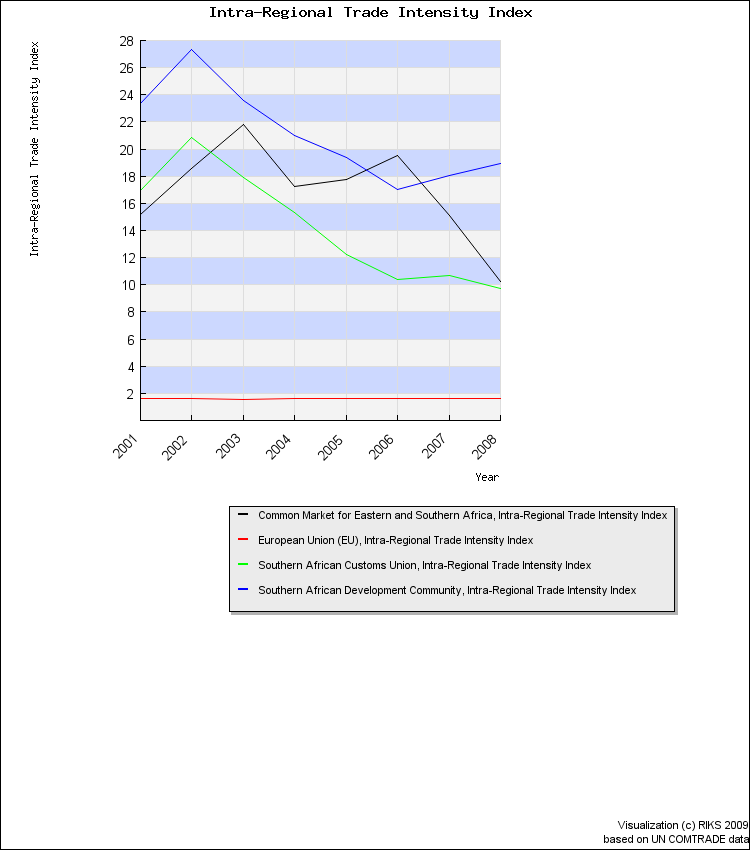 Intra-Regional Trade Intensity Index
Intra-Regional Trade Intensity Index
28
26
24
22
20
18
16
14
12
10
8
6
4
2
2001 2002 2003 2004 2005 2006 2007 2008
Year
Common Market for Eastern and Southern Africa, Intra-Regional Trade Intensity Index
European Union (EU), Intra-Regional Trade Intensity Index
Southern African Customs Union, Intra-Regional Trade Intensity Index
Southern African Development Community, Intra-Regional Trade Intensity Index
Visualization (c) RIKS 2009
based on UN COMTRADE data